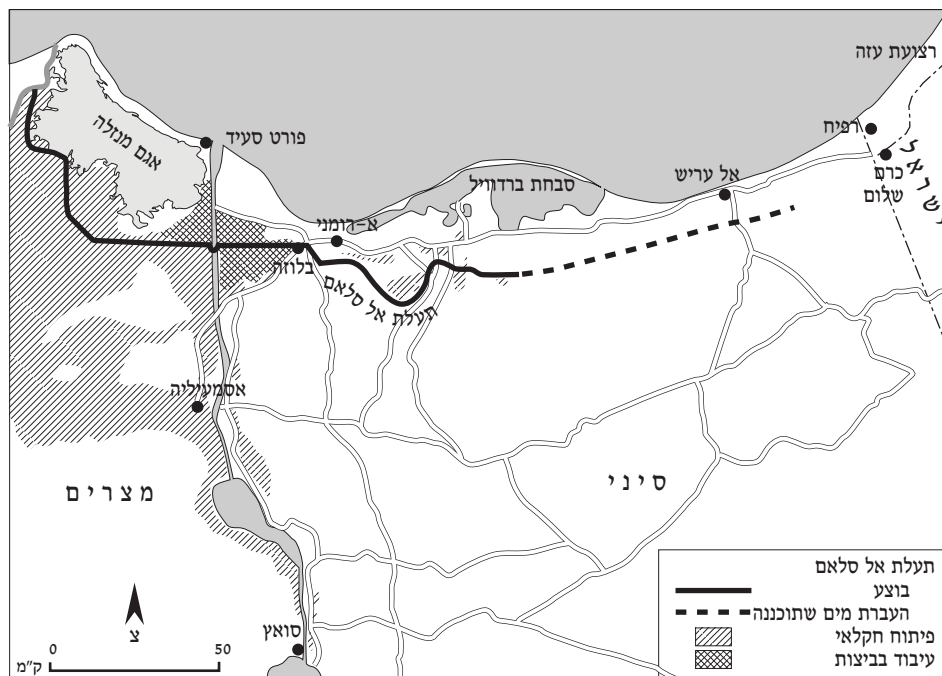 רצועת עזה
רפיח
כרם
שלום
ישראל
אל עריש
סבחת ברדוויל
פורט סעיד
אגם מנזלה
א-רומני
בלוזה
תעלת אל סלאם
אסמעיליה
מצרים
סיני
סואץ
צ
0
50
ק"מ
תעלת אל סלאם
בוצע
העברת מים שתוכננה
פיתוח חקלאי
עיבוד בביצות